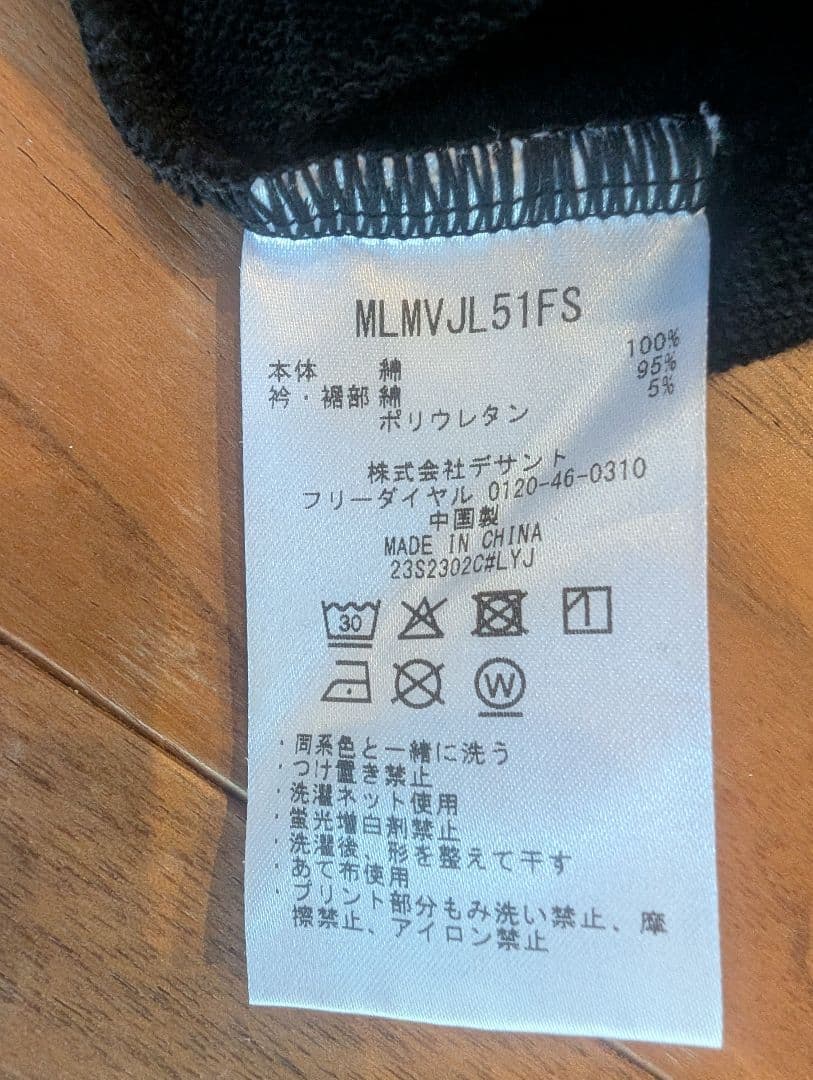 MLMVJL51FS
本体 綿 100%
衿・裾部 綿 95%
ポリウレタン 5%
株式会社デサント
フリーダイヤル 0120-46-0310
中国製
MADE IN CHINA
23S2302C#LYJ
30
W
・同系色と一緒に洗う
・つけ置き禁止
・洗濯ネット使用
・蛍光増白剤禁止
・洗濯後、形を整えて干す
・あて布使用
・プリント部分もみ洗い禁止、摩
擦禁止、アイロン禁止